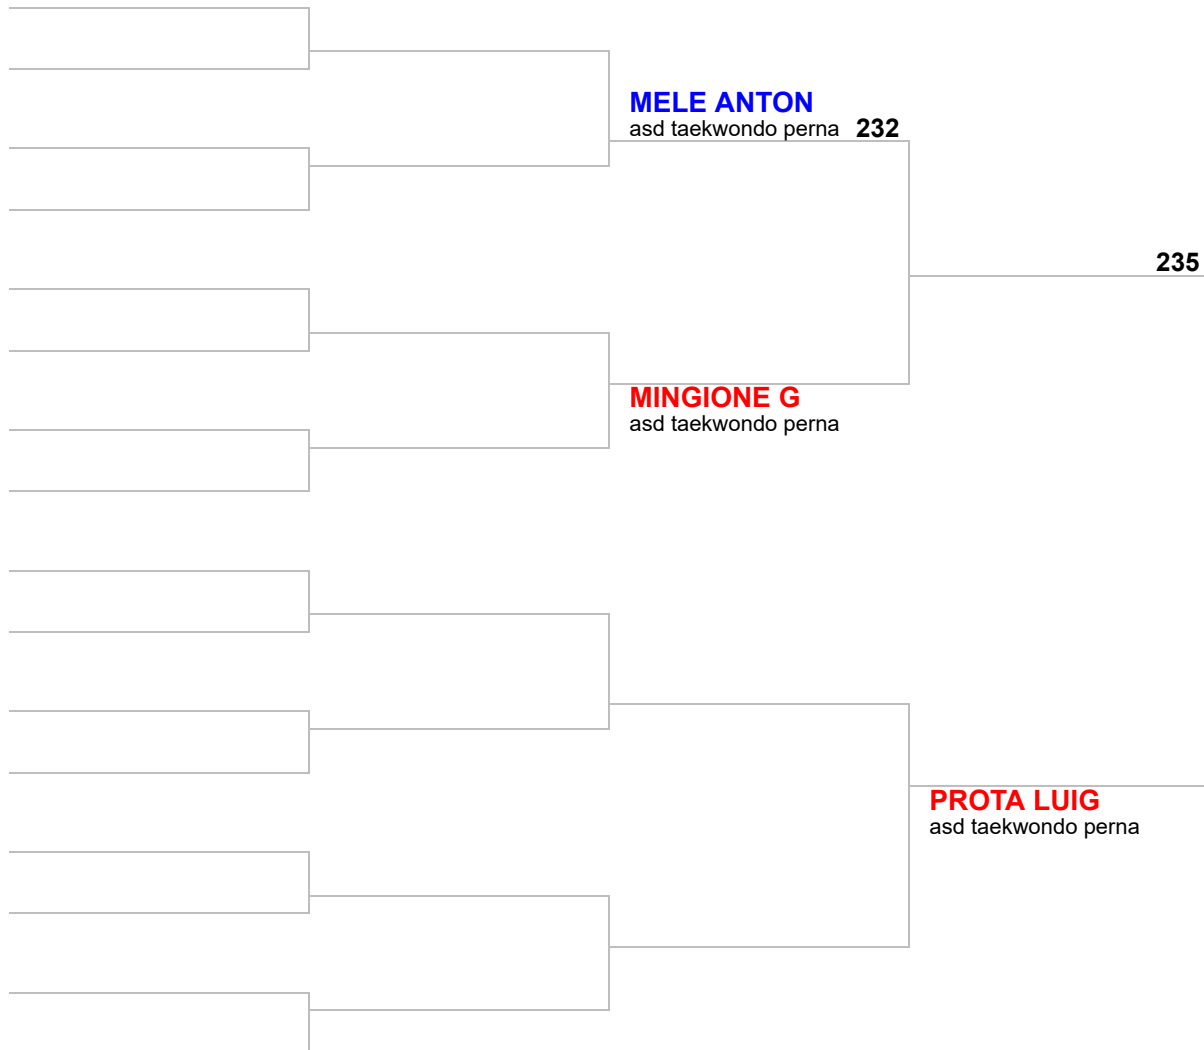 MELE ANTON
asd taekwondo perna 232
235
MINGIONE G
asd taekwondo perna
PROTA LUIG
asd taekwondo perna